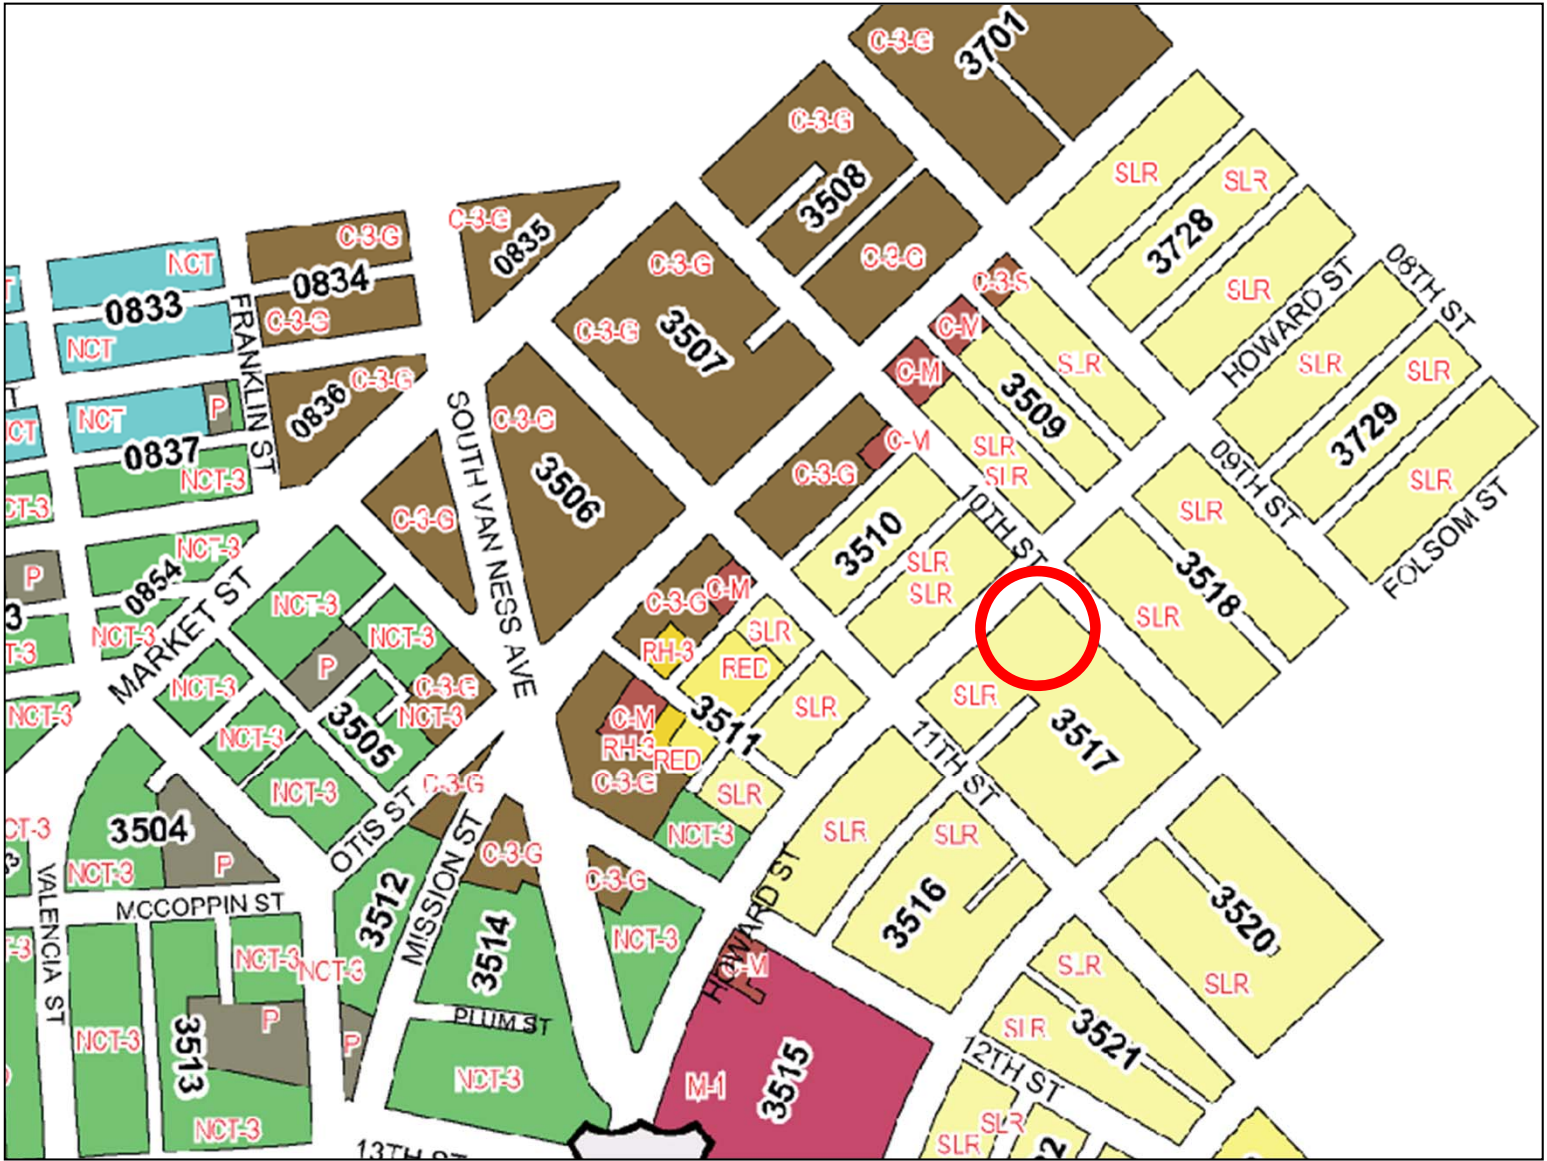 C-3-G
3701
C-3-G
SLR
SLR
3508
C-3-G
0835
3728
NCT
C-3-G
0834
C-3-G
C-3-G
C-3-S
SLR
08TH ST
HOWARD ST
0833
FRANKLIN ST
C-3-G
C-3-G
3507
C-M
SLR
SLR
SLR
NCT
C-3-G
0836
C-M
3509
NCT
P
C-3-G
SOUTH VAN NESS AVE
C-M
SLR
SLR
3729
0837
NCT-3
3506
C-3-G
10TH ST
SLR
09TH ST
SLR
FOLSOM ST
C-3-G
3510
NCT-3
SLR
SLR
3518
P
0854
NCT-3
C-3-G
C-M
SLR
NCT-3
MARKET ST
NCT-3
RH-3
SLR
RED
P
NCT-3
C-3-G
NCT-3
SLR
SLR
NCT-3
3505
C-M
3511
11TH ST
3517
NCT-3
RH-3
RED
C-3-G
NCT-3
C-3-G
SLR
OTIS ST
3504
P
NCT-3
MISSION ST
C-3-G
NCT-3
SLR
SLR
VALENCIA ST
MCCOPPIN ST
3512
C-3-G
HOWARD ST
3516
3520
NCT-3
NCT-3
3514
NCT-3
C-M
SLR
SLR
NCT-3
3513
P
P
PLUM ST
SLR
3521
12TH ST
NCT-3
M-1
3515
NCT-3
SLR
SLR
13TH ST